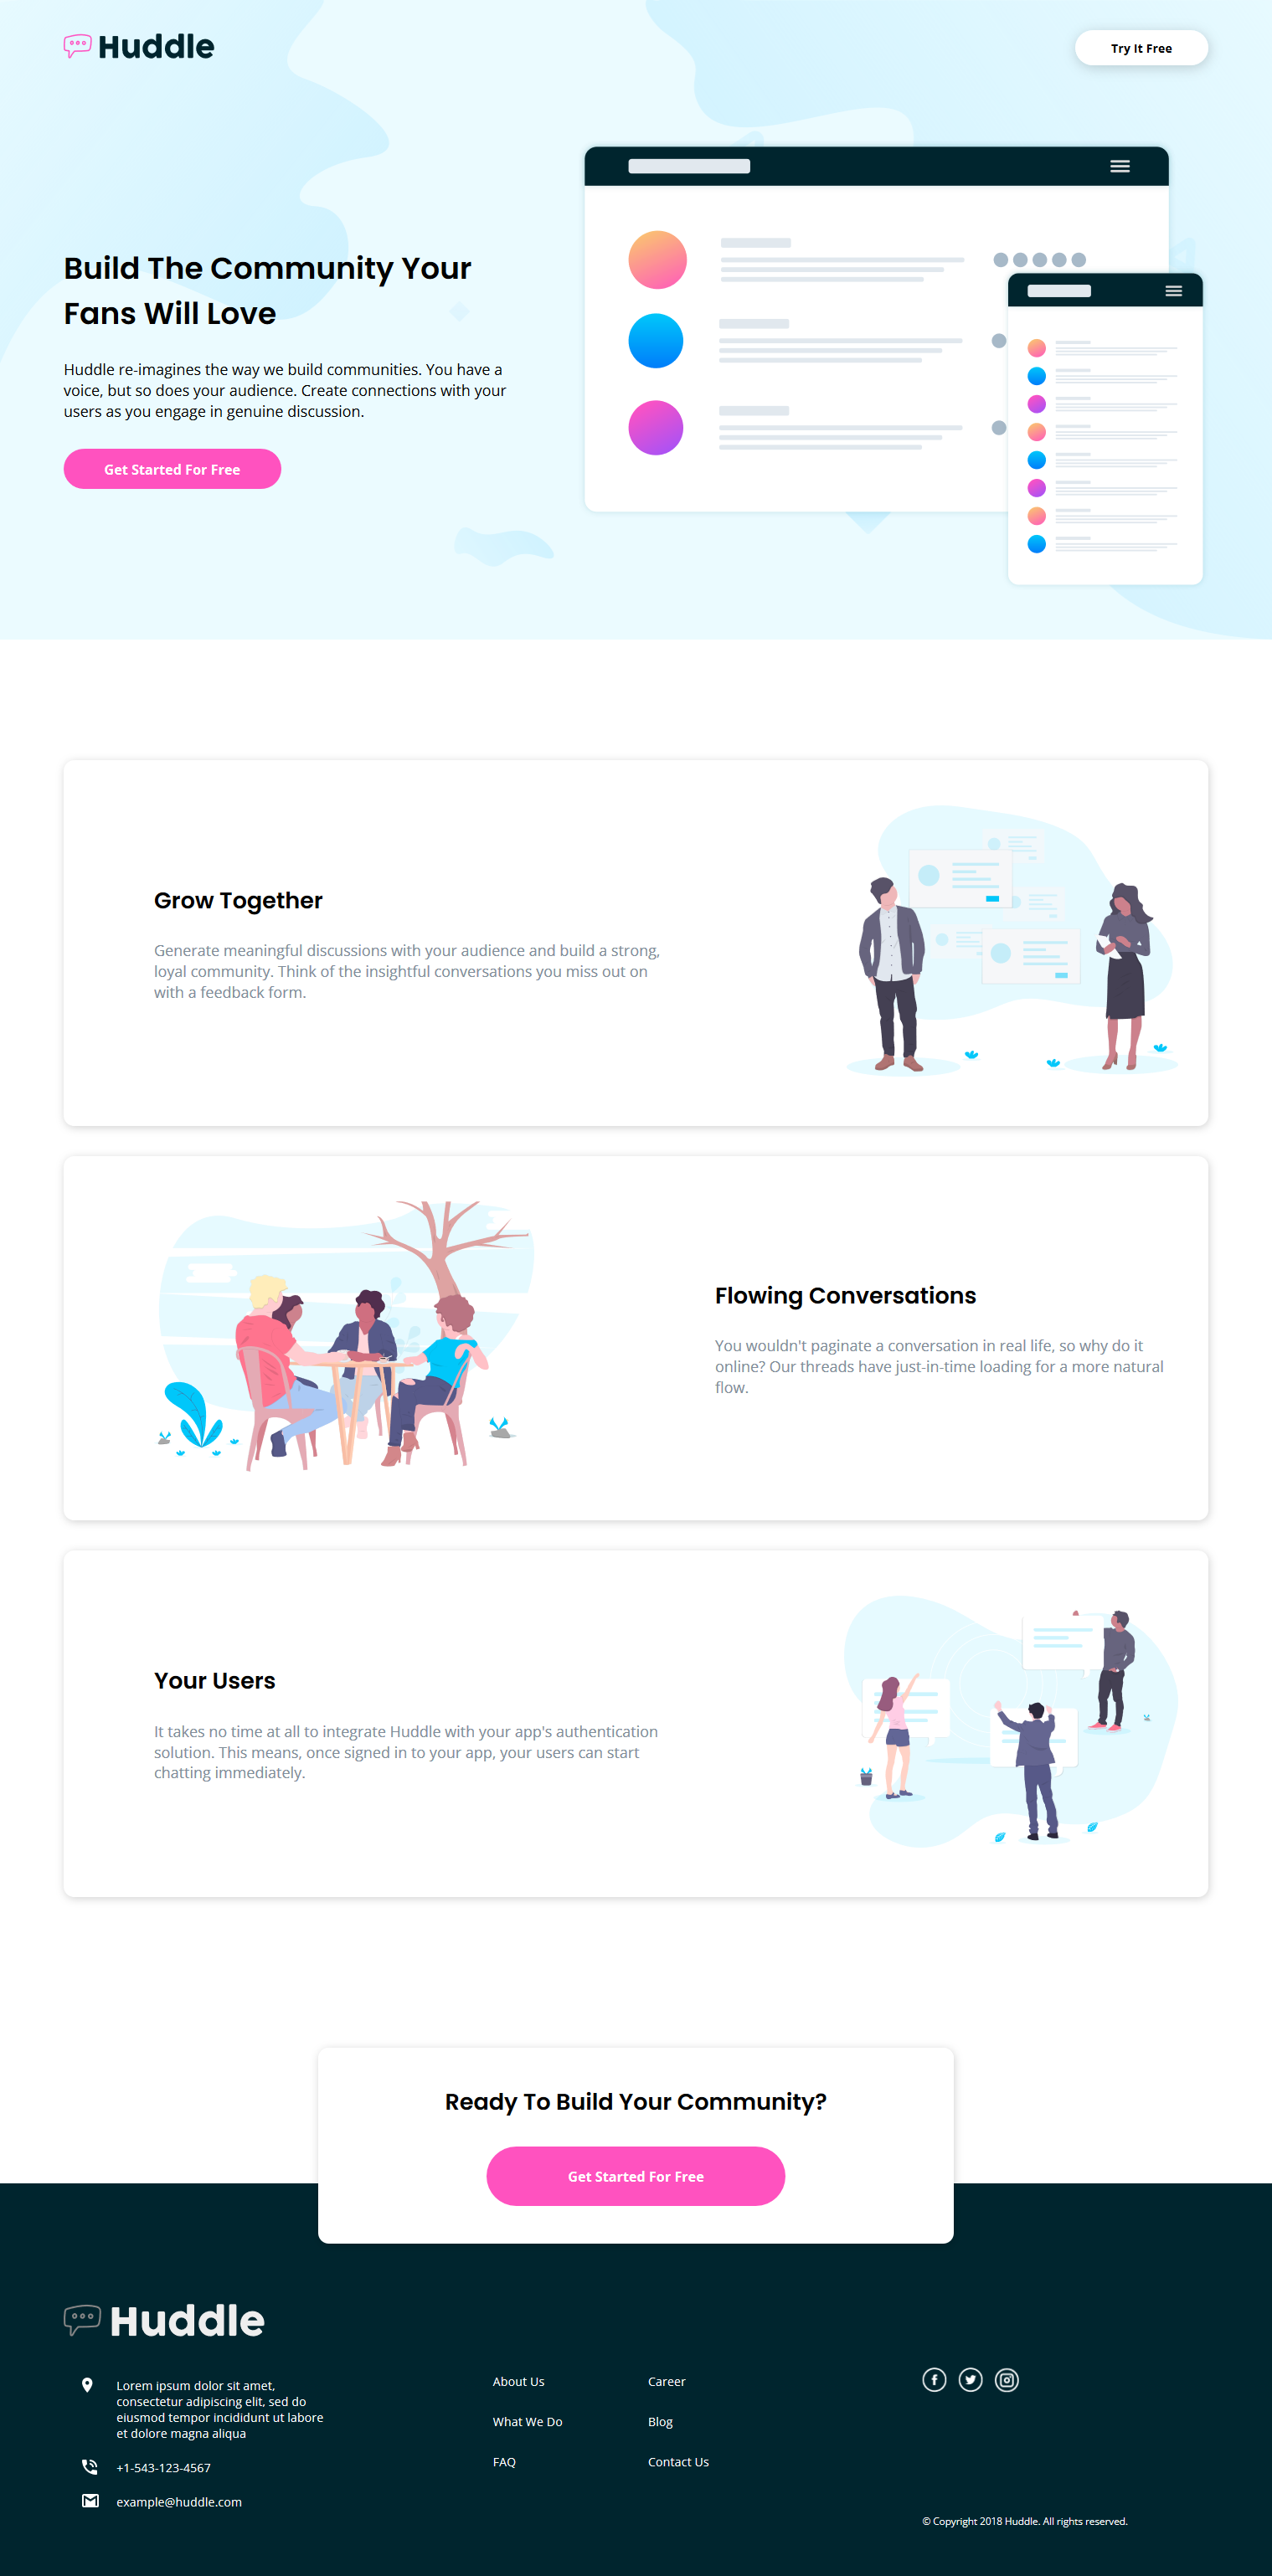 Huddle
Try It Free
Build The Community Your
Fans Will Love
Huddle re-imagines the way we build communities. You have a
voice, but so does your audience. Create connections with your
users as you engage in genuine discussion.
Get Started For Free
Grow Together
Generate meaningful discussions with your audience and build a strong,
loyal community. Think of the insightful conversations you miss out on
with a feedback form.
Flowing Conversations
You wouldn't paginate a conversation in real life, so why do it
online? Our threads have just-in-time loading for a more natural
flow.
Your Users
It takes no time at all to integrate Huddle with your app's authentication
solution. This means, once signed in to your app, your users can start
chatting immediately.
Ready To Build Your Community?
Get Started For Free
Huddle
Lorem ipsum dolor sit amet,
consectetur adipiscing elit, sed do
eiusmod tempor incididunt ut labore
et dolore magna aliqua
+1-543-123-4567
example@huddle.com
About Us
What We Do
FAQ
Career
Blog
Contact Us
© Copyright 2018 Huddle. All rights reserved.